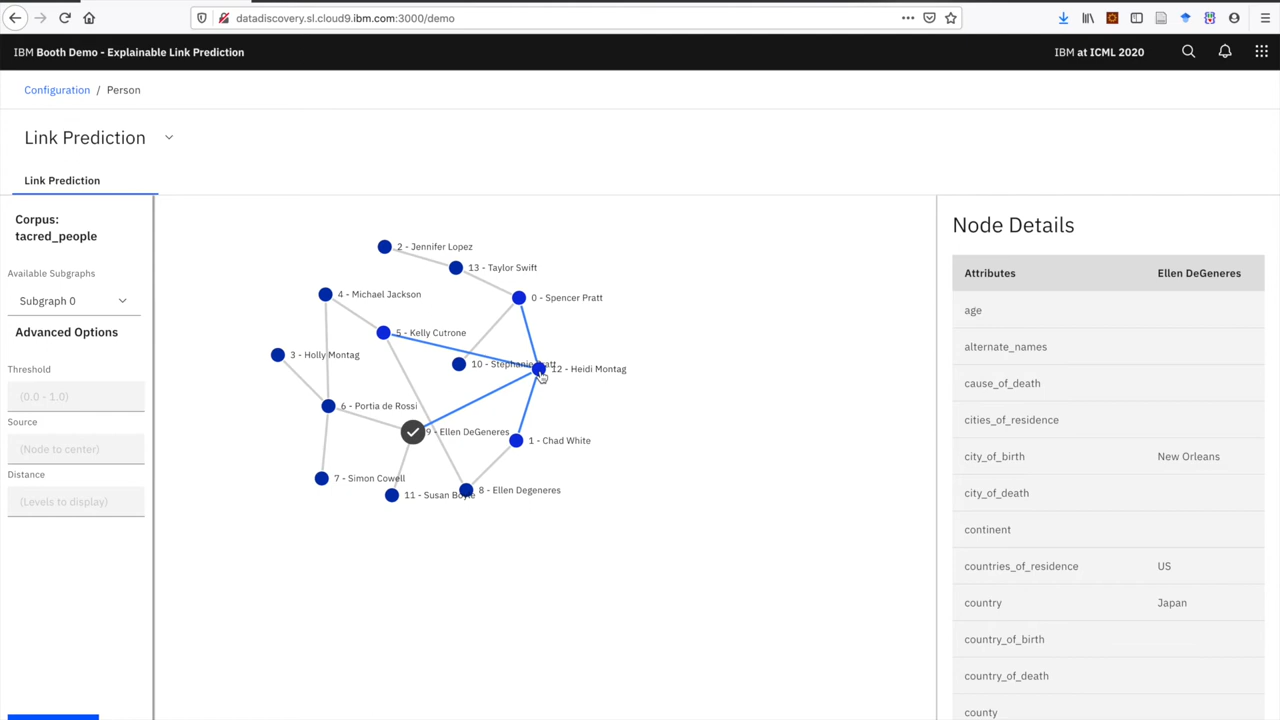 datadiscovery.sl.cloud9.ibm.com:3000/demo
IBM Booth Demo - Explainable Link Prediction
IBM at ICML 2020
Configuration / Person
Link Prediction
Link Prediction
Corpus:
tacred_people
Available Subgraphs
Subgraph 0
Advanced Options
Threshold
(0.0 - 1.0)
Source
(Node to center)
Distance
(Levels to display)
2 - Jennifer Lopez
13 - Taylor Swift
4 - Michael Jackson
0 - Spencer Pratt
5 - Kelly Cutrone
3 - Holly Montag
10 - Stephanie Pratt
12 - Heidi Montag
6 - Portia de Rossi
9 - Ellen DeGeneres
1 - Chad White
7 - Simon Cowell
11 - Susan Boyle
8 - Ellen Degeneres
Node Details
Attributes Ellen DeGeneres
age
alternate_names
cause_of_death
cities_of_residence
city_of_birth New Orleans
city_of_death
continent
countries_of_residence US
country Japan
country_of_birth
country_of_death
county